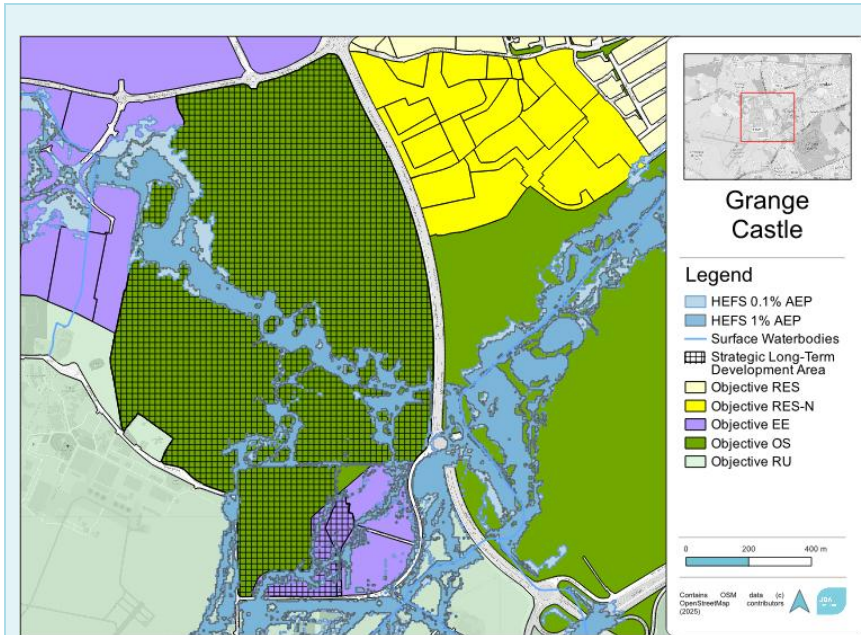 Grange
Castle
Legend
HEFS 0.1% AEP
HEFS 1% AEP
Surface Waterbodies
Strategic Long-Term
Development Area
Objective RES
Objective RES-N
Objective EE
Objective OS
Objective RU
0 200 400 m
Contains OSM data (c)
OpenStreetMap contributors
(2025)
JBA